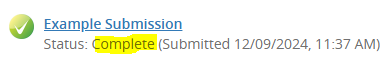 Example Submission
Status: Complete (Submitted 12/09/2024, 11:37 AM)